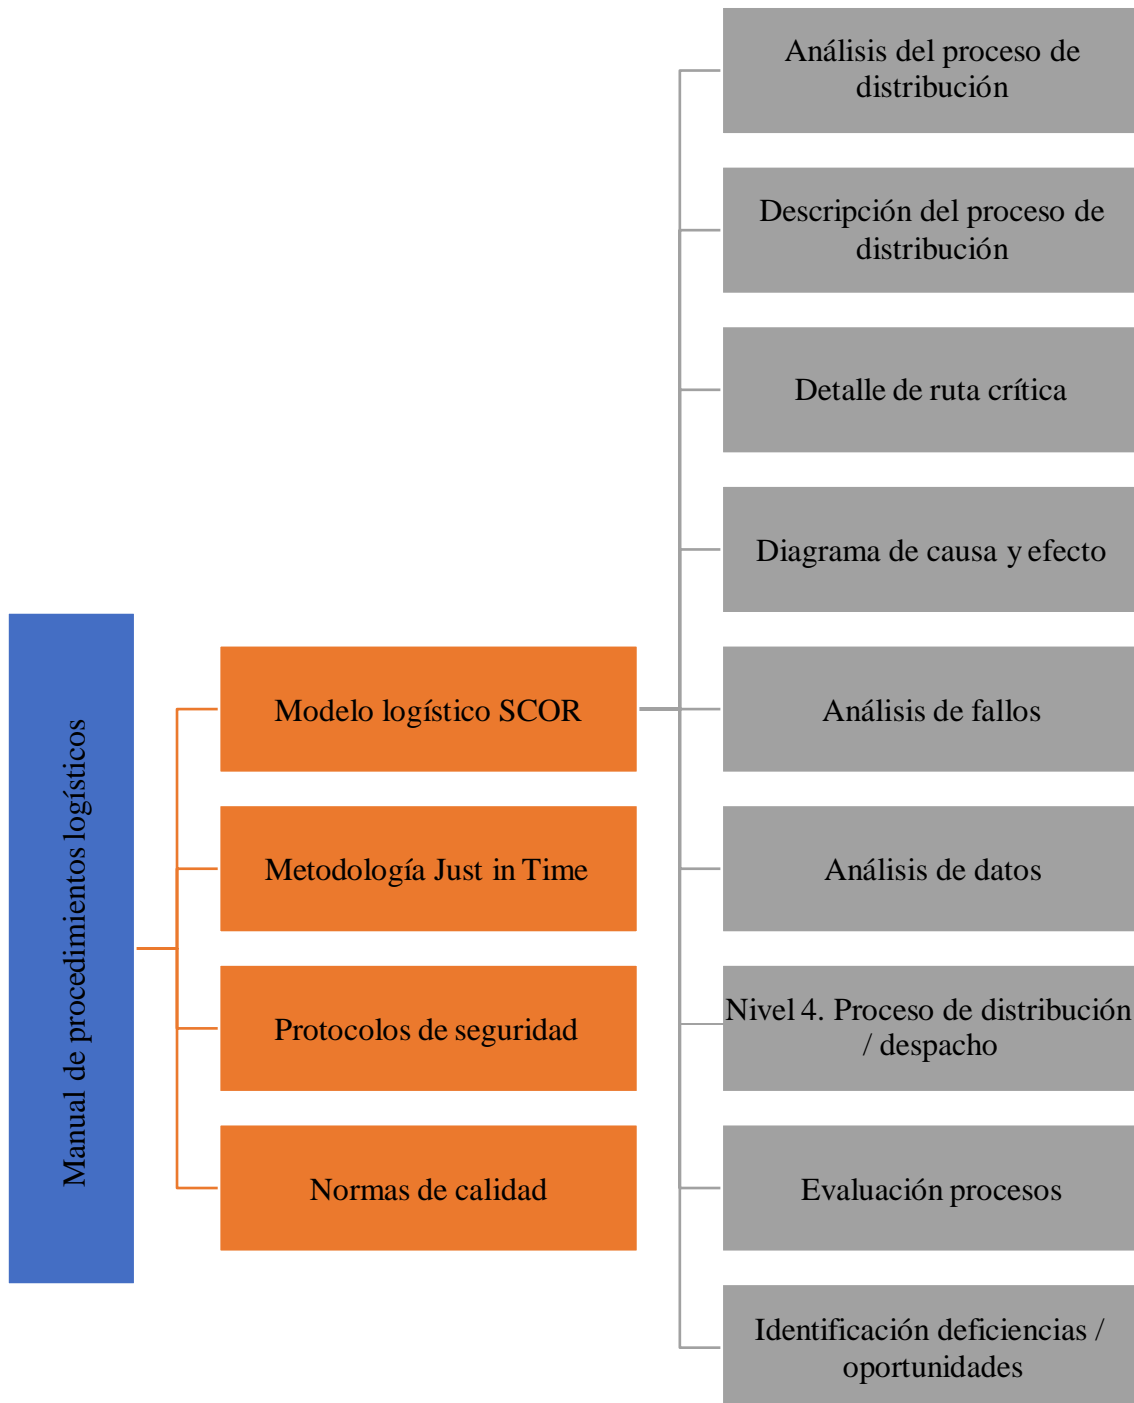 Manual de procedimientos logísticos
Modelo logístico SCOR
Metodología Just in Time
Protocolos de seguridad
Normas de calidad
Análisis del proceso de
distribución
Descripción del proceso de
distribución
Detalle de ruta crítica
Diagrama de causa y efecto
Análisis de fallos
Análisis de datos
Nivel 4. Proceso de distribución
/ despacho
Evaluación procesos
Identificación deficiencias /
oportunidades